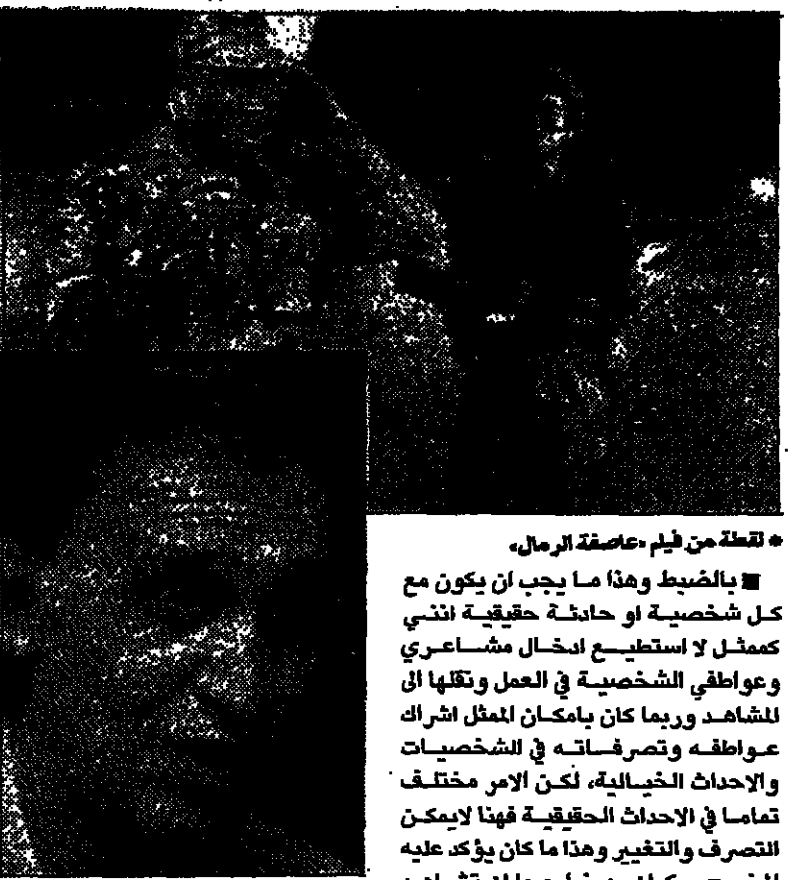 * لقطة من فيلم «عاصفة الرمال»
■ بالضبط وهذا ما يجب ان يكون مع
كل شخصية او حادثة حقيقية انني
كممثل لا استطيع ادخال مشاعري
وعواطفي الشخصية في العمل ونقلها الى
المشاهد وربما كان بامكان الممثل اشراك
عواطفه وتصرفاته في الشخصيات
والاحداث الخيالية، لكن الامر مختلف
تماما في الاحداث الحقيقية فهنا لايمكن
التصرف والتغيير وهذا ما كان يؤكد عليه